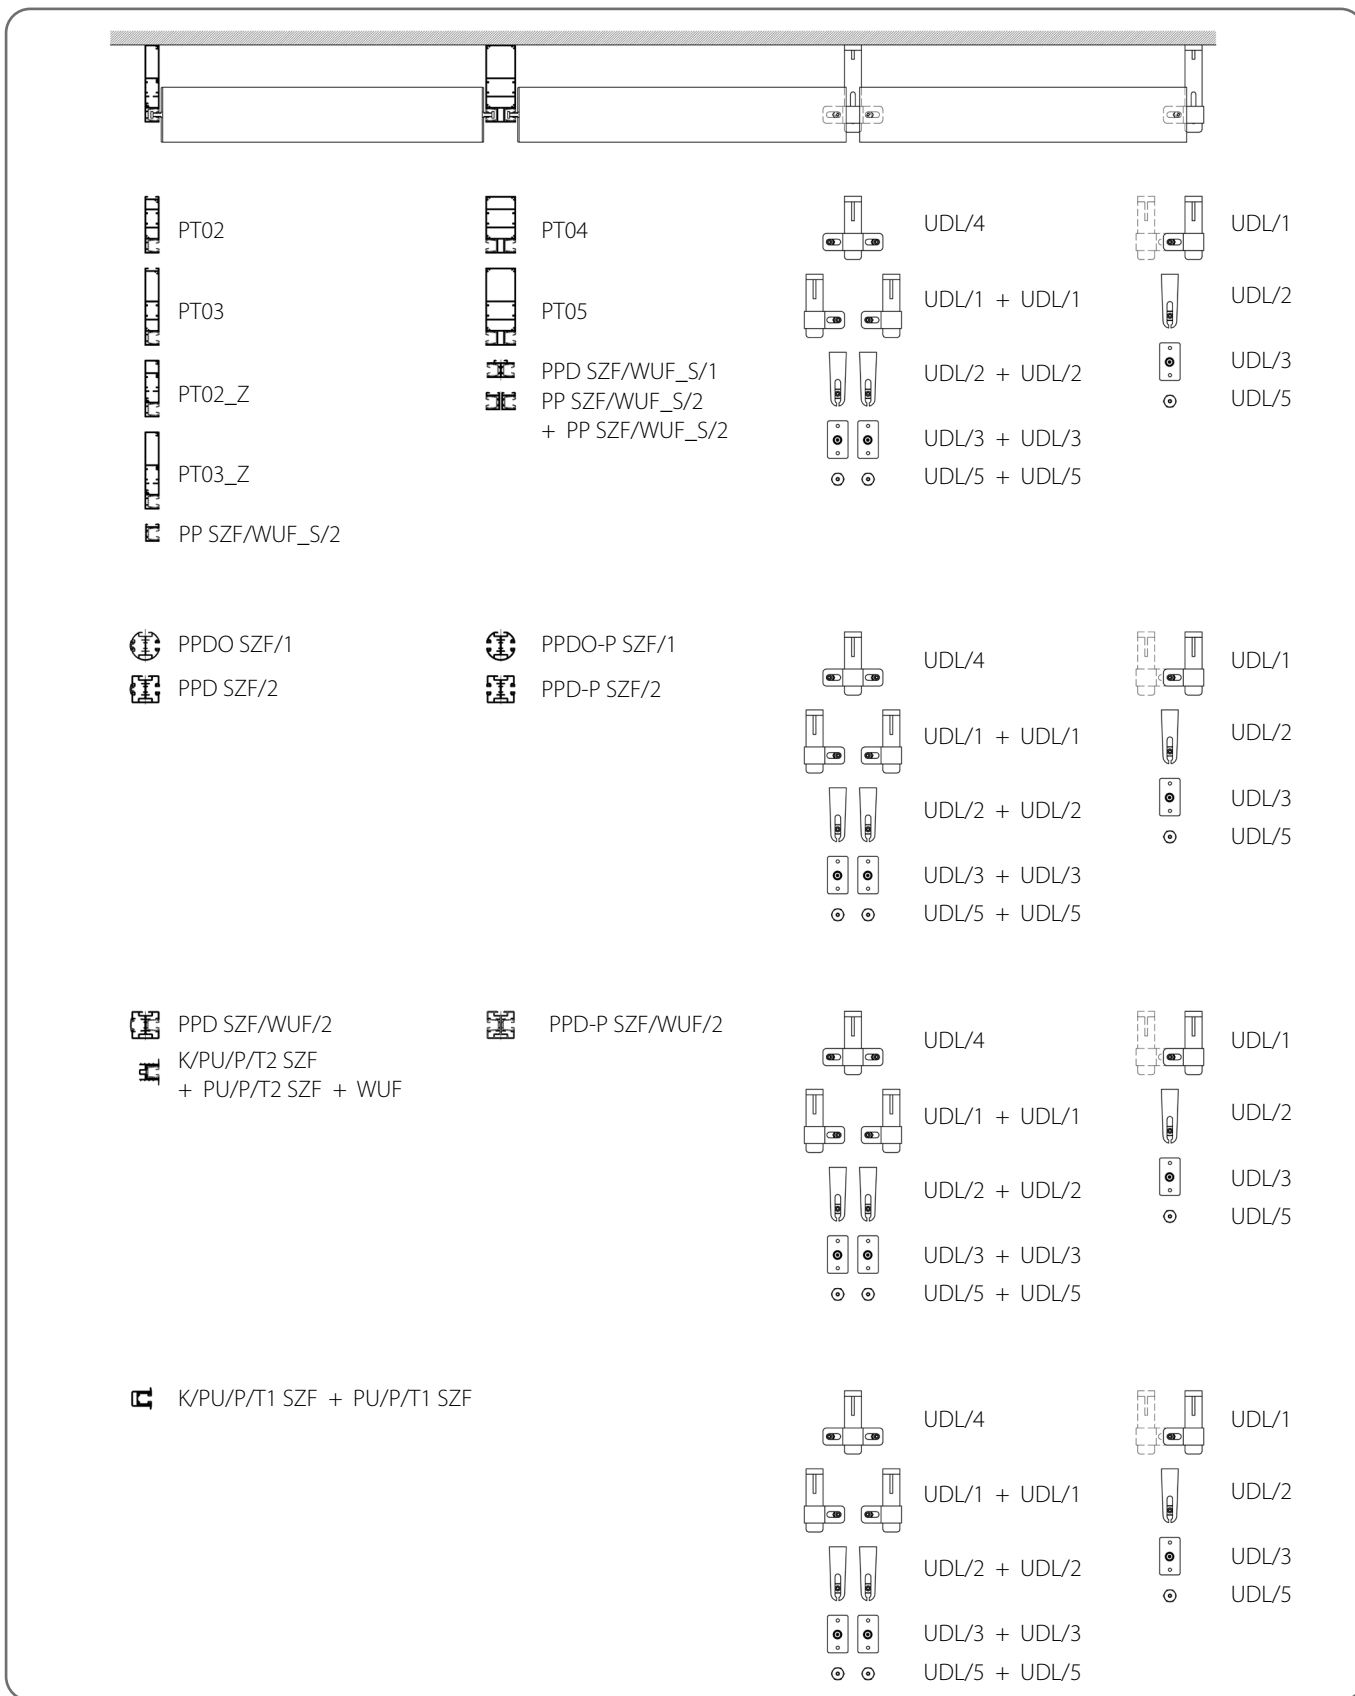 PT02
PT03
PT02_Z
PT03_Z
PP SZF/WUF_S/2
PT04
PT05
PPD SZF/WUF_S/1
PP SZF/WUF_S/2
+ PP SZF/WUF_S/2
UDL/4
UDL/1 + UDL/1
UDL/2 + UDL/2
UDL/3 + UDL/3
UDL/5 + UDL/5
UDL/1
UDL/2
UDL/3
UDL/5
PPDO SZF/1
PPD SZF/2
PPDO-P SZF/1
PPD-P SZF/2
UDL/4
UDL/1 + UDL/1
UDL/2 + UDL/2
UDL/3 + UDL/3
UDL/5 + UDL/5
UDL/1
UDL/2
UDL/3
UDL/5
PPD SZF/WUF/2
K/PU/P/T2 SZF
+ PU/P/T2 SZF + WUF
PPD-P SZF/WUF/2
UDL/4
UDL/1 + UDL/1
UDL/2 + UDL/2
UDL/3 + UDL/3
UDL/5 + UDL/5
UDL/1
UDL/2
UDL/3
UDL/5
K/PU/P/T1 SZF + PU/P/T1 SZF
UDL/4
UDL/1 + UDL/1
UDL/2 + UDL/2
UDL/3 + UDL/3
UDL/5 + UDL/5
UDL/1
UDL/2
UDL/3
UDL/5